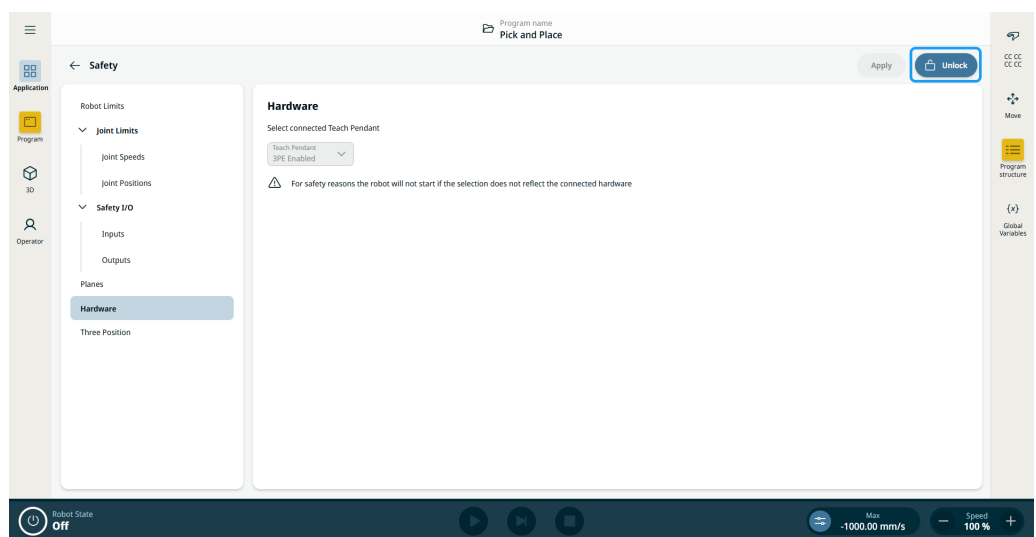 Program name
Pick and Place
Application
Program
3D
Operator
Safety
Apply
Unlock
Robot Limits
Joint Limits
Joint Speeds
Joint Positions
Safety I/O
Inputs
Outputs
Planes
Hardware
Three Position
Hardware
Select connected Teach Pendant
Teach Pendant
3PE Enabled
For safety reasons the robot will not start if the selection does not reflect the connected hardware
CC CC
CC CC
Move
Program
structure
{x}
Global
Variables
Robot State
Off
Max
-1000.00 mm/s
Speed
100 %